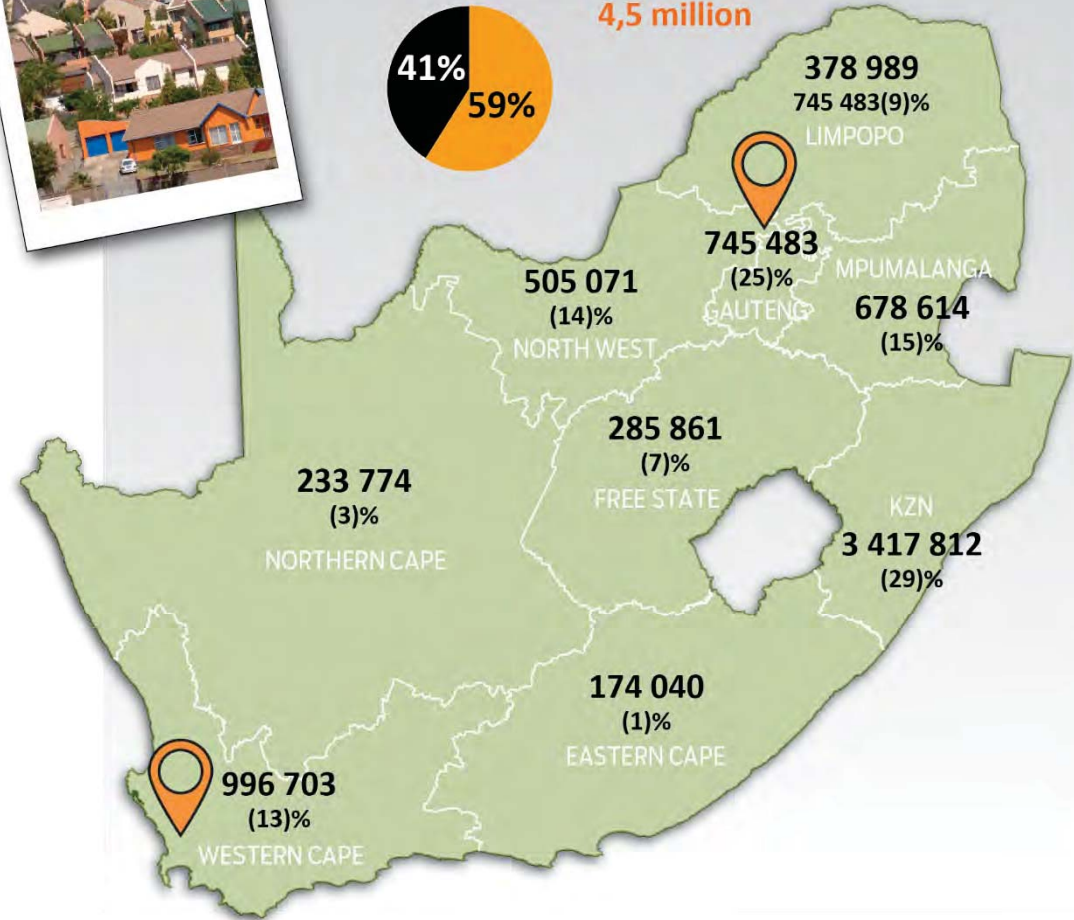 4,5 million
41%
59%
378 989
745 483(9)%
LIMPOPO
745 483
(25)%
GAUTENG
MPUMALANGA
678 614
(15)%
505 071
(14)%
NORTH WEST
285 861
(7)%
FREE STATE
KZN
3 417 812
(29)%
233 774
(3)%
NORTHERN CAPE
174 040
(1)%
EASTERN CAPE
996 703
(13)%
WESTERN CAPE